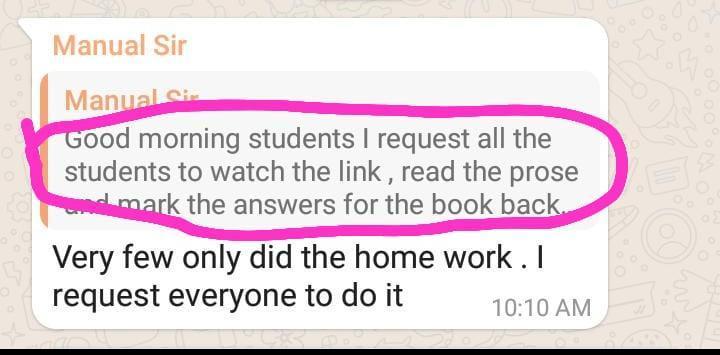 Manual Sir
Manual Sir
Good morning students I request all the
students to watch the link , read the prose
and mark the answers for the book back...
Very few only did the home work . I
request everyone to do it
10:10 AM